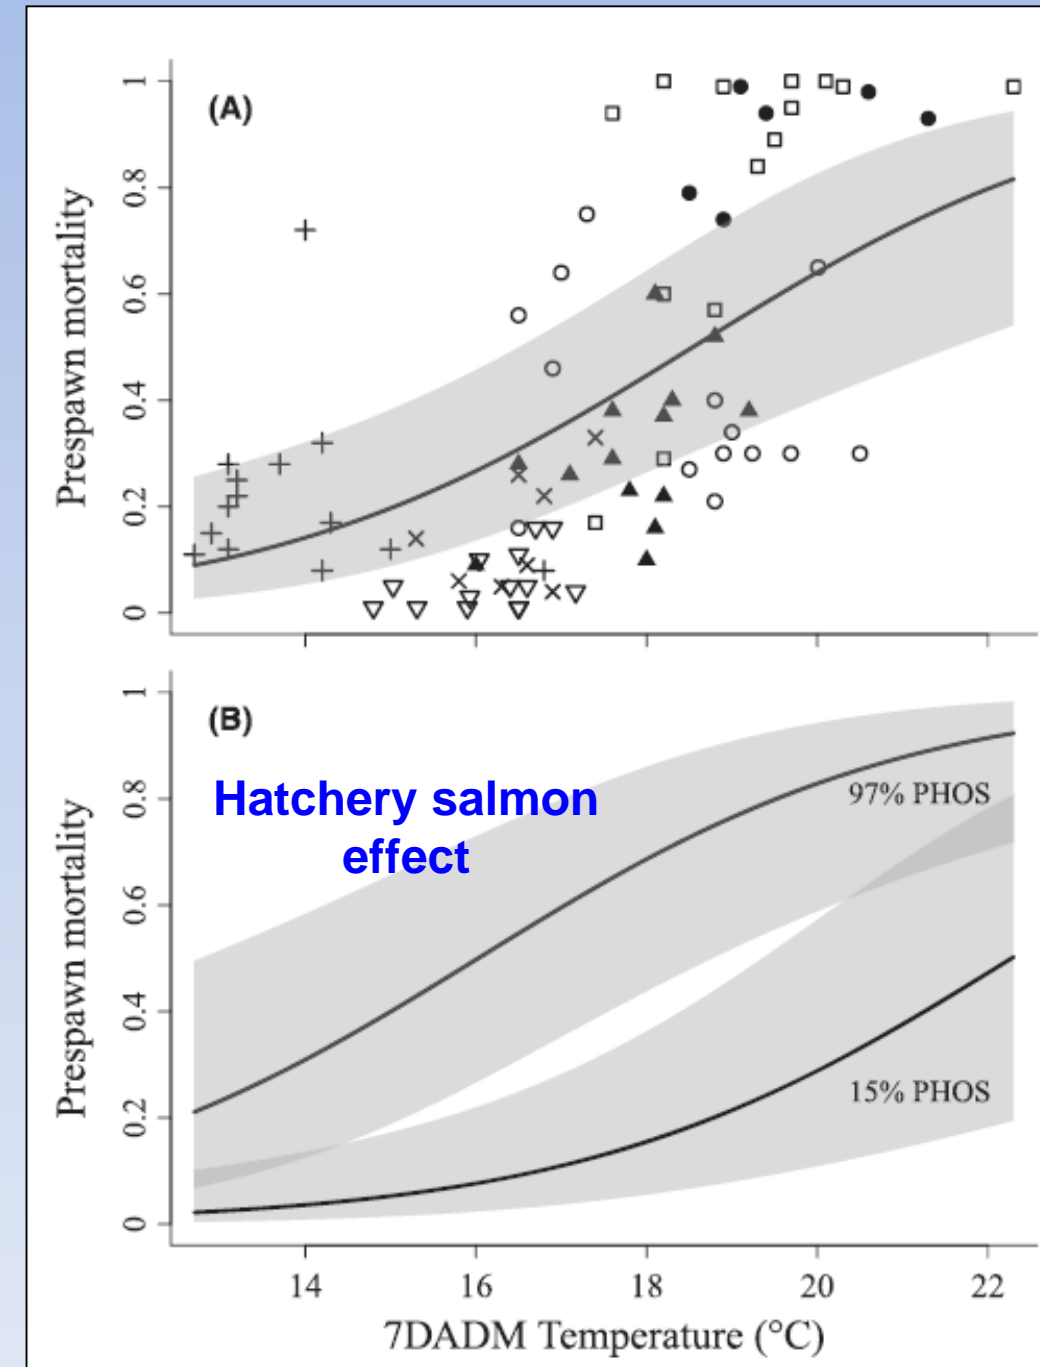 (A)
Prespawn mortality
1
0.8
0.6
0.4
0.2
0
(B)
Hatchery salmon
effect
97% PHOS
15% PHOS
Prespawn mortality
1
0.8
0.6
0.4
0.2
0
14 16 18 20 22
7DADM Temperature (°C)